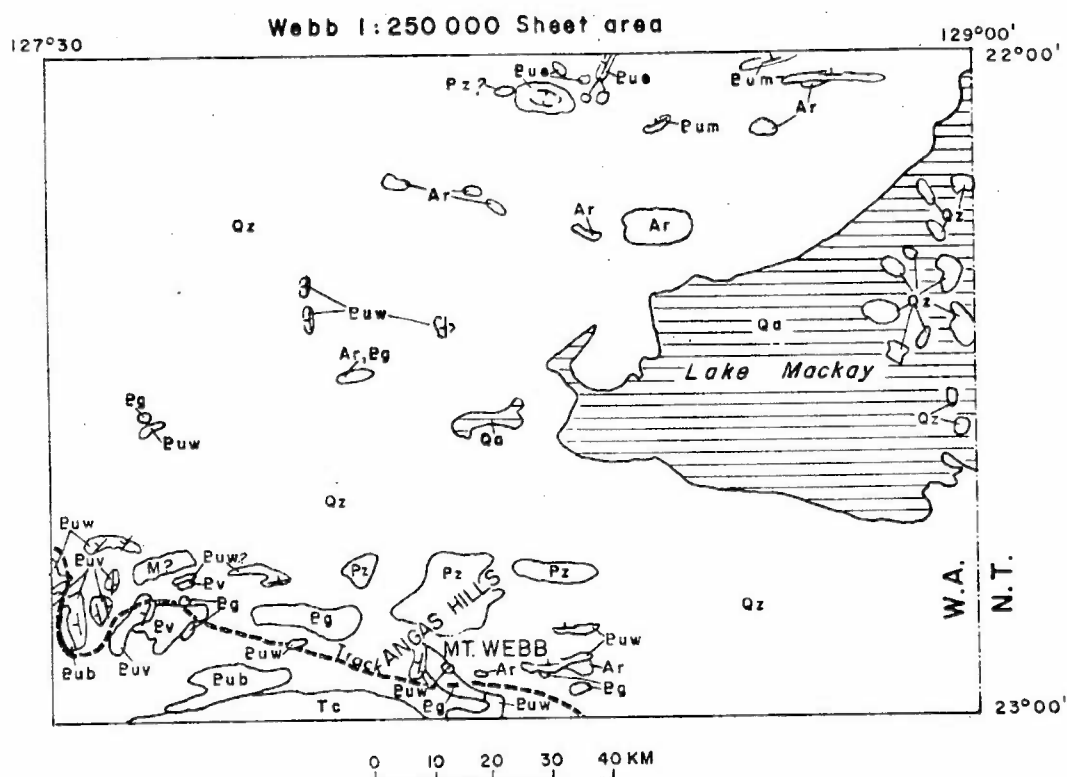 Webb 1:250 000 Sheet area
127°30'
129°00'
22°00'
Pue
Pue
Pz?
Pum
Ar
Pum
Ar
Ar
Ar
Qz
Qz
Puw
Qz
Qa
Ar, Pg
Lake Mackay
Pg
Puw
Qa
Qz
Qz
Puw
Puv
M?
Puw?
Pv
Pz
Pz
Pz
Qz
W.A.
N.T.
Pg
Pg
Pv
ANGAS HILLS
Puw
Track
MT. WEBB
Puw
Pub
Puv
Pub
Puw
Ar
Ar
Pg
Tc
Pg
Puw
23°00'
0 10 20 30 40 KM